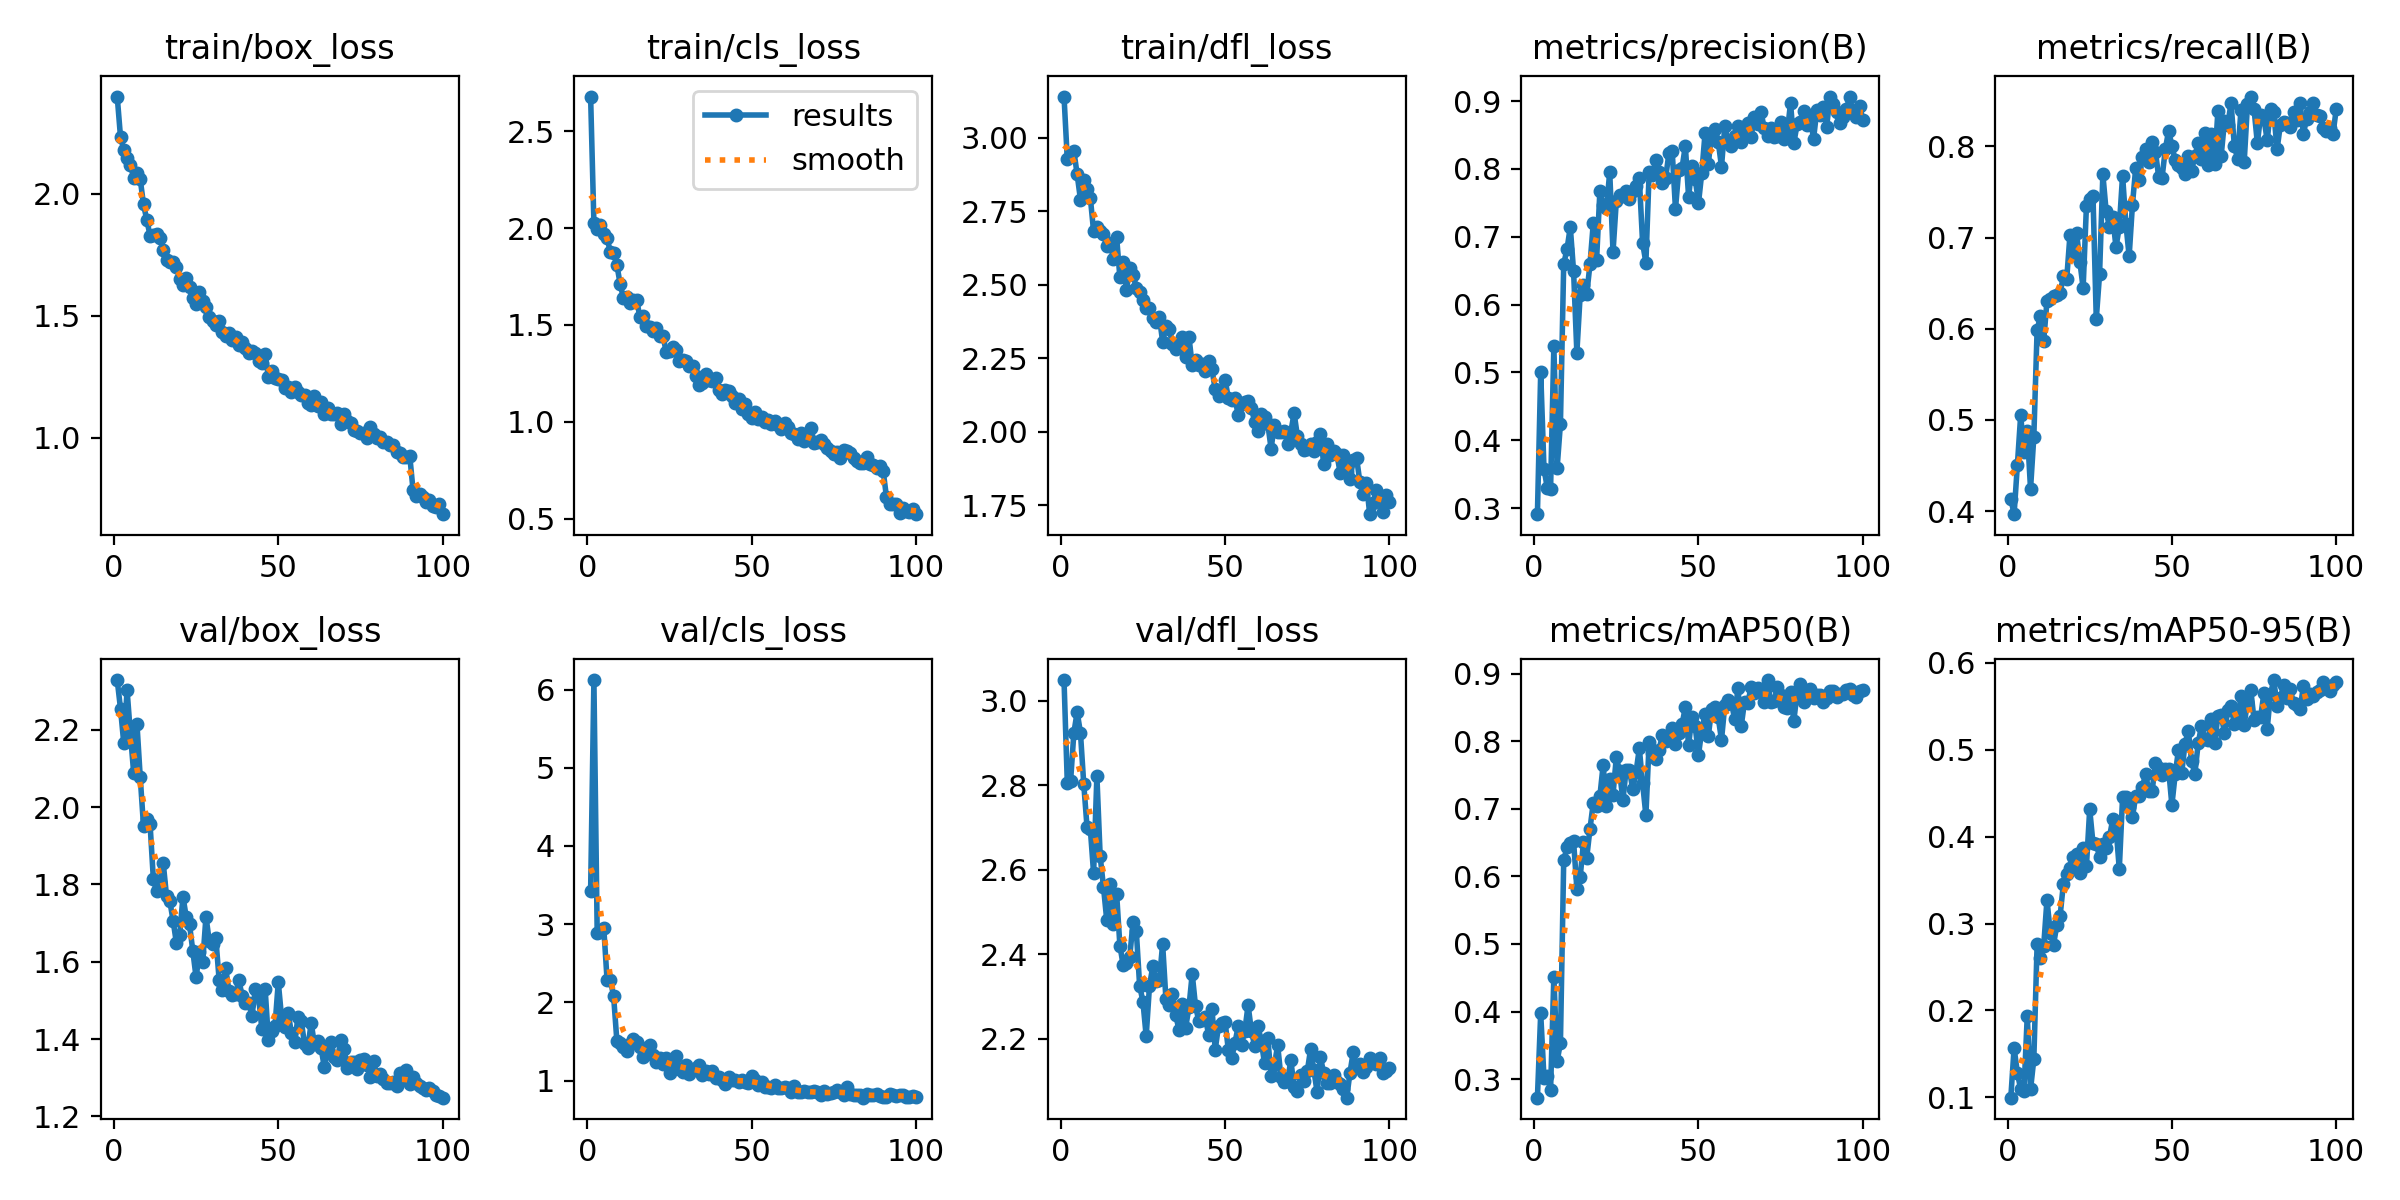 train/box_loss
2.0
1.5
1.0
0 50 100
train/cls_loss
results
smooth
2.5
2.0
1.5
1.0
0.5
0 50 100
train/dfl_loss
3.00
2.75
2.50
2.25
2.00
1.75
0 50 100
metrics/precision(B)
0.9
0.8
0.7
0.6
0.5
0.4
0.3
0 50 100
metrics/recall(B)
0.8
0.7
0.6
0.5
0.4
0 50 100
val/box_loss
2.2
2.0
1.8
1.6
1.4
1.2
0 50 100
val/cls_loss
6
5
4
3
2
1
0 50 100
val/dfl_loss
3.0
2.8
2.6
2.4
2.2
0 50 100
metrics/mAP50(B)
0.9
0.8
0.7
0.6
0.5
0.4
0.3
0 50 100
metrics/mAP50-95(B)
0.6
0.5
0.4
0.3
0.2
0.1
0 50 100